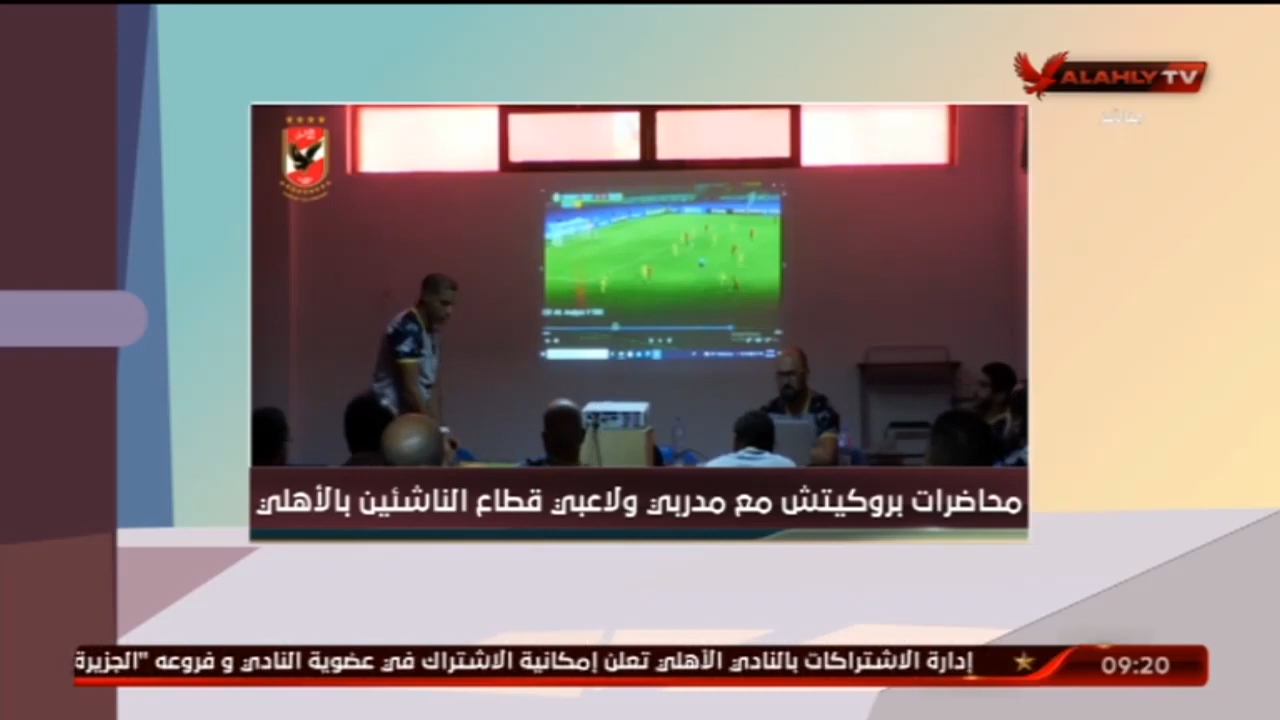 ALAHLY TV
محاضرات بروكيتش مع مدربي ولاعبي قطاع الناشئين بالأهلي
إدارة الاشتراكات بالنادي الأهلي تعلن إمكانية الاشتراك في عضوية النادي و فروعه "الجزيرة
09:20